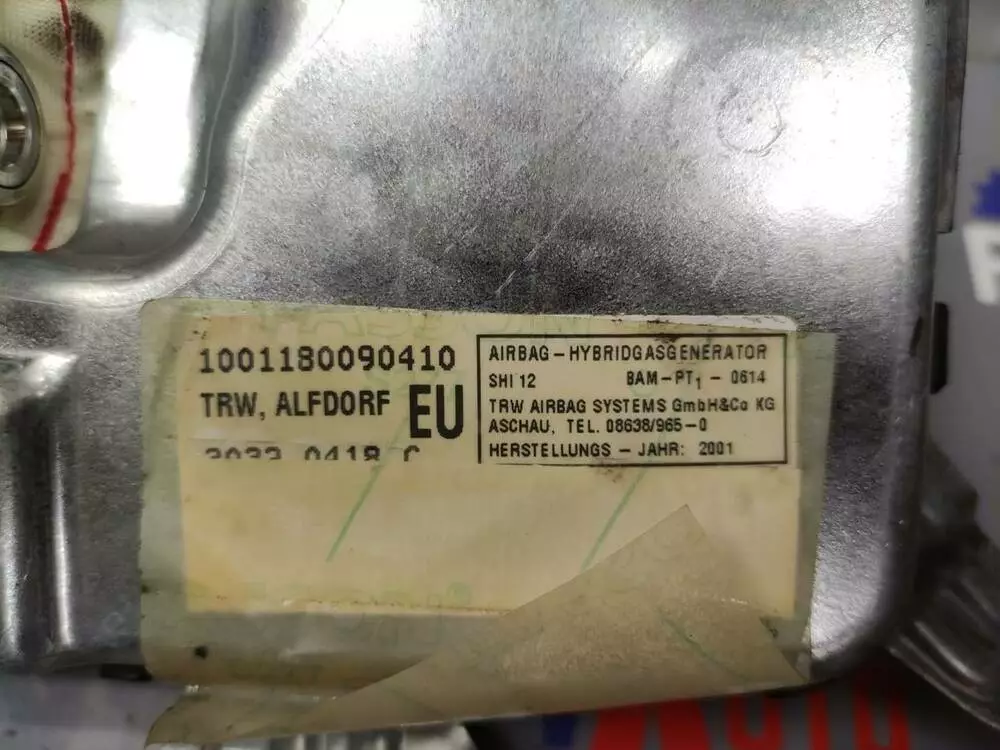 1001180090410
TRW, ALFDORF EU
AIRBAG – HYBRIDGASGENERATOR
SHI 12 BAM–PT1 – 0614
TRW AIRBAG SYSTEMS GmbH&Co KG
ASCHAU, TEL. 08638/965–0
HERSTELLUNGS – JAHR: 2001